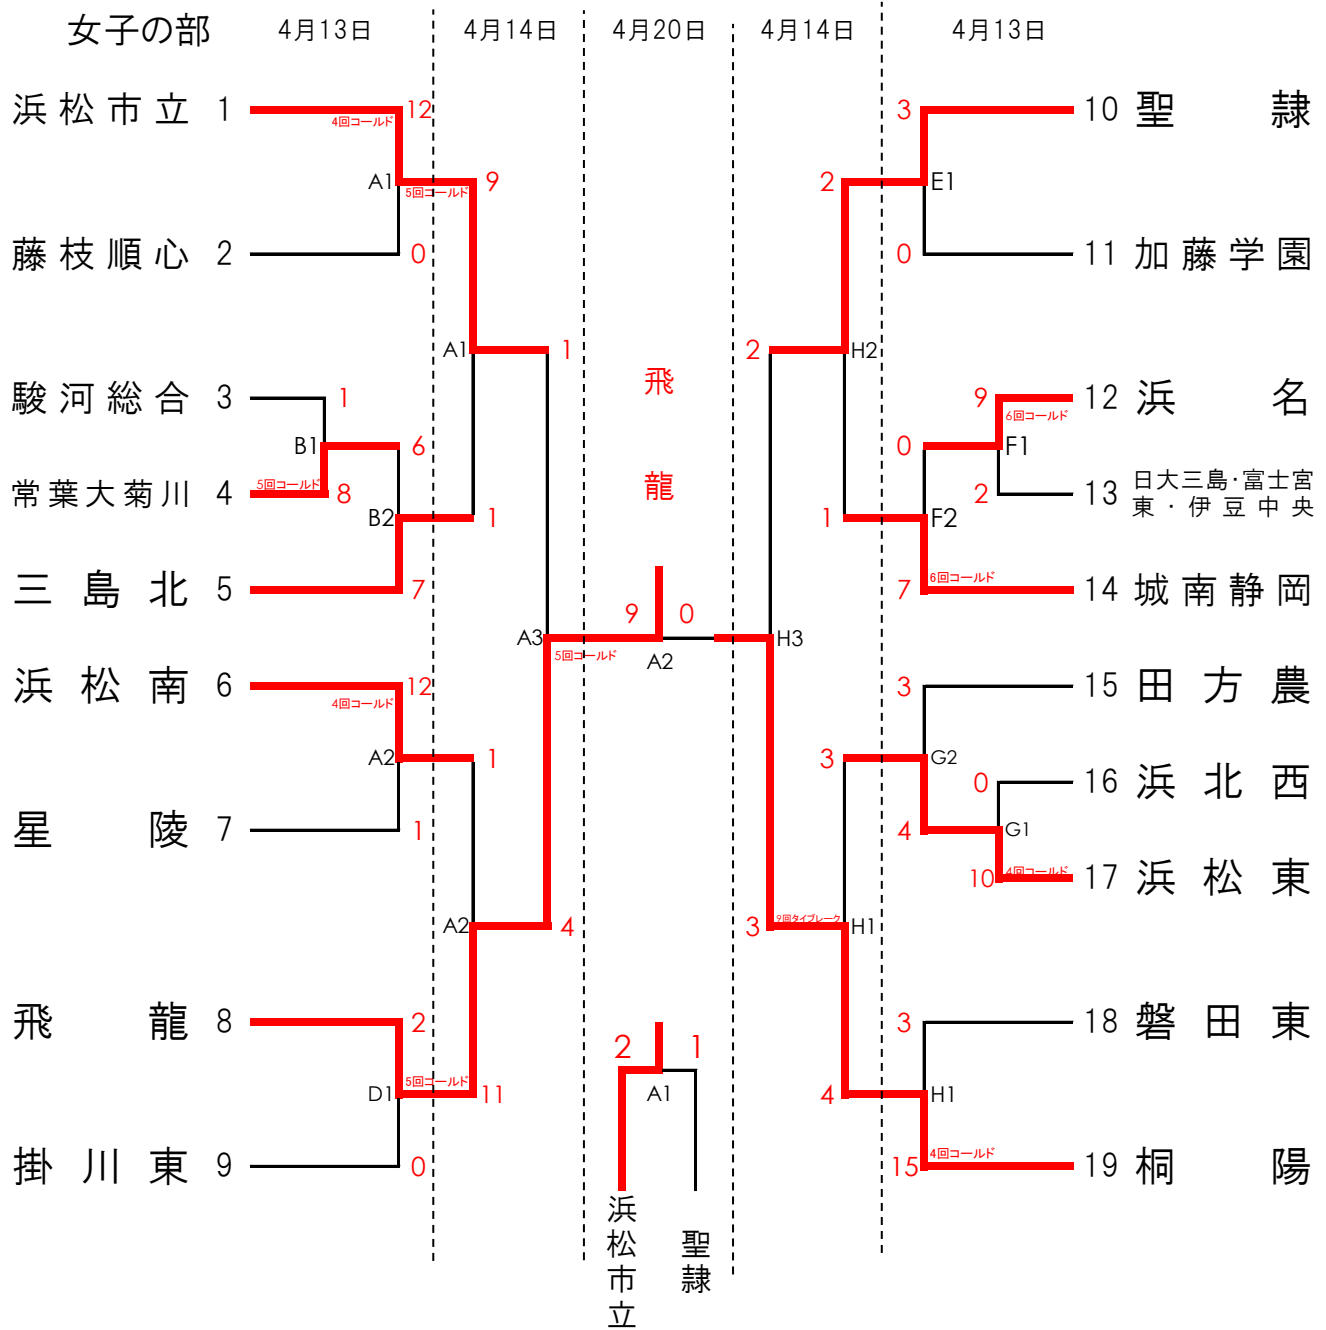 女子の部 4月13日 4月14日 4月20日 4月14日 4月13日
浜松市立 1 4回コールド 12
A1 5回コールド 9
藤枝順心 2 0
A1 1
駿河総合 3 1
B1 6
常葉大菊川 4 5回コールド 8
B2 1
三島北 5 7
A3 5回コールド
浜松南 6 4回コールド 12
A2 1
星陵 7 1
A2 4
飛龍 8 2
D1 5回コールド 11
掛川東 9 0
飛龍
9 0
A2
2 1
A1
浜松市立
聖隷
3 10 聖隷
2 E1
0 11 加藤学園
2 H2
9 6回コールド 12 浜名
0 F1
2 13 日大三島・富士宮
東・伊豆中央
1 F2
7 6回コールド 14 城南静岡
H3
3 15 田方農
3 G2
0 16 浜北西
4 G1
10 4回コールド 17 浜松東
3 9回タイブレーク H1
3 18 磐田東
4 H1
15 4回コールド 19 桐陽